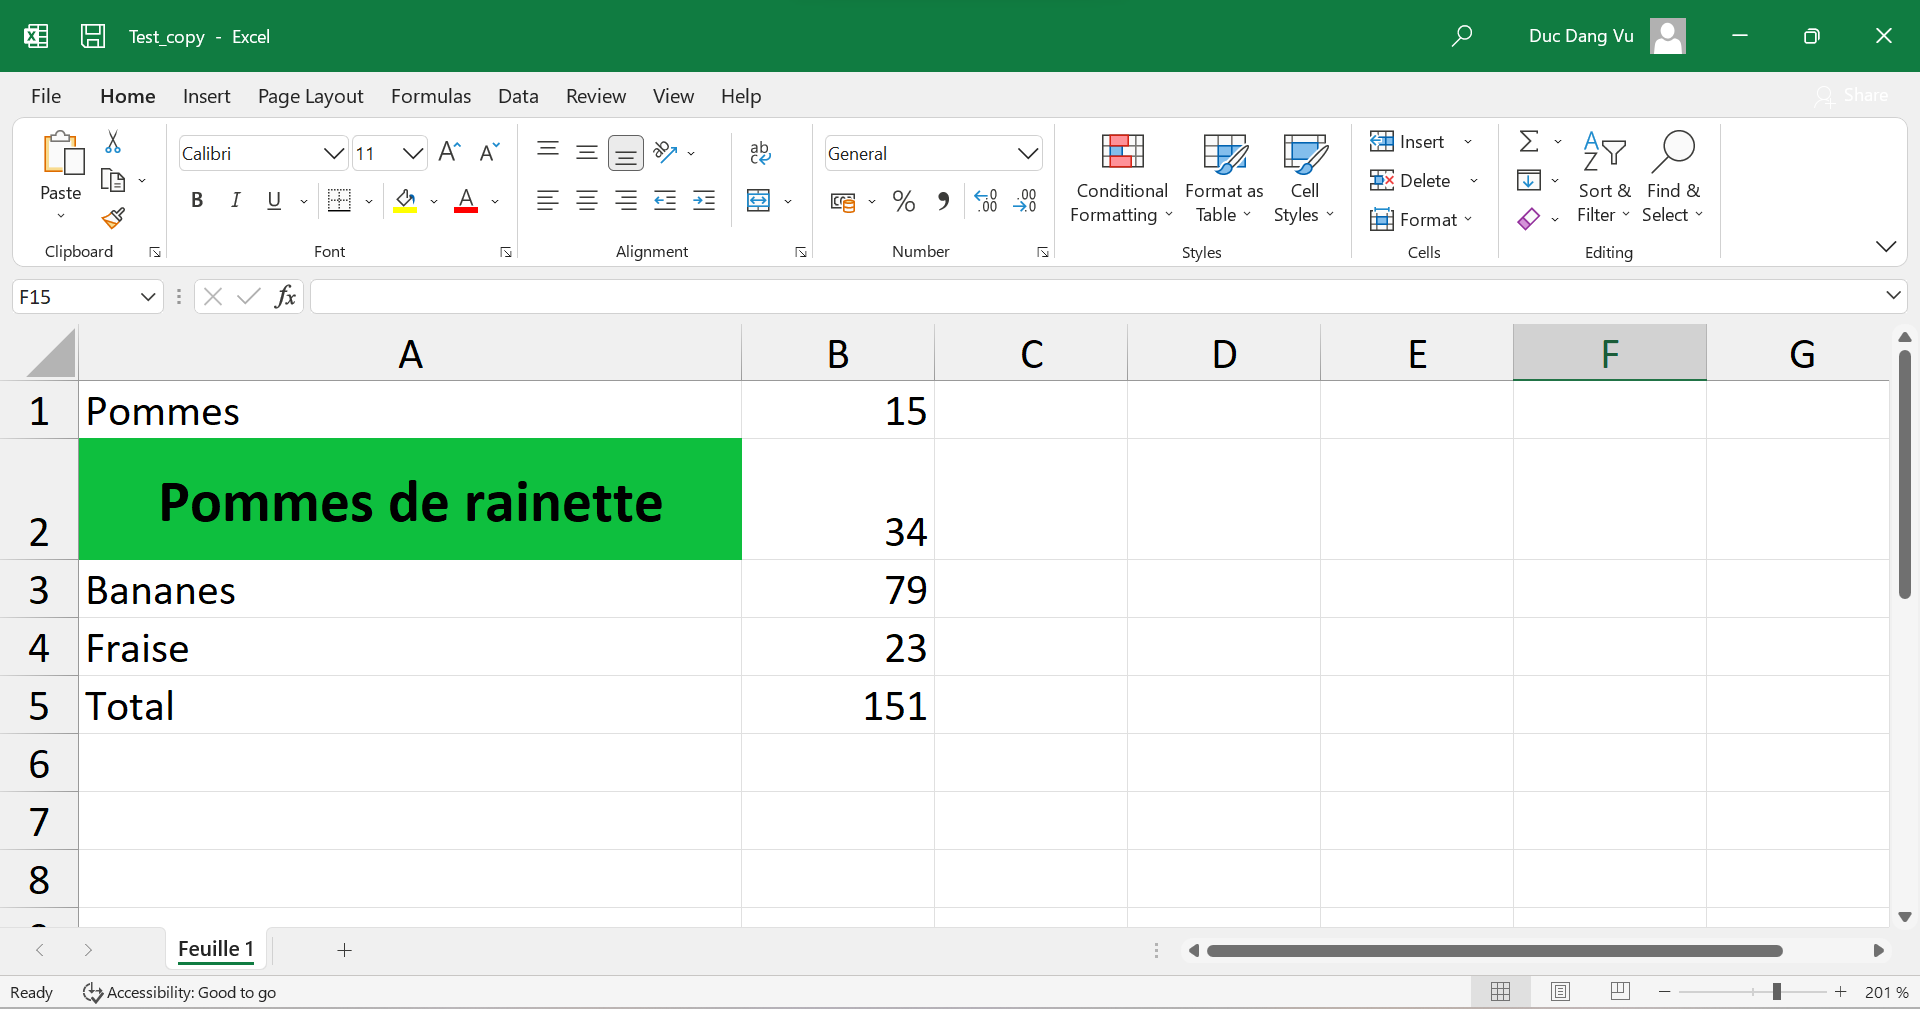 Test_copy - Excel
Duc Dang Vu
File Home Insert Page Layout Formulas Data Review View Help
Share
Paste
Clipboard
Calibri 11
B I U
Font
Alignment
General
Number
Conditional Formatting
Format as Table
Cell Styles
Styles
Insert
Delete
Format
Cells
Sort & Filter
Find & Select
Editing
F15
fx
A B C D E F G
1 Pommes 15
2 Pommes de rainette 34
3 Bananes 79
4 Fraise 23
5 Total 151
6
7
8
Feuille 1
Ready
Accessibility: Good to go
201 %